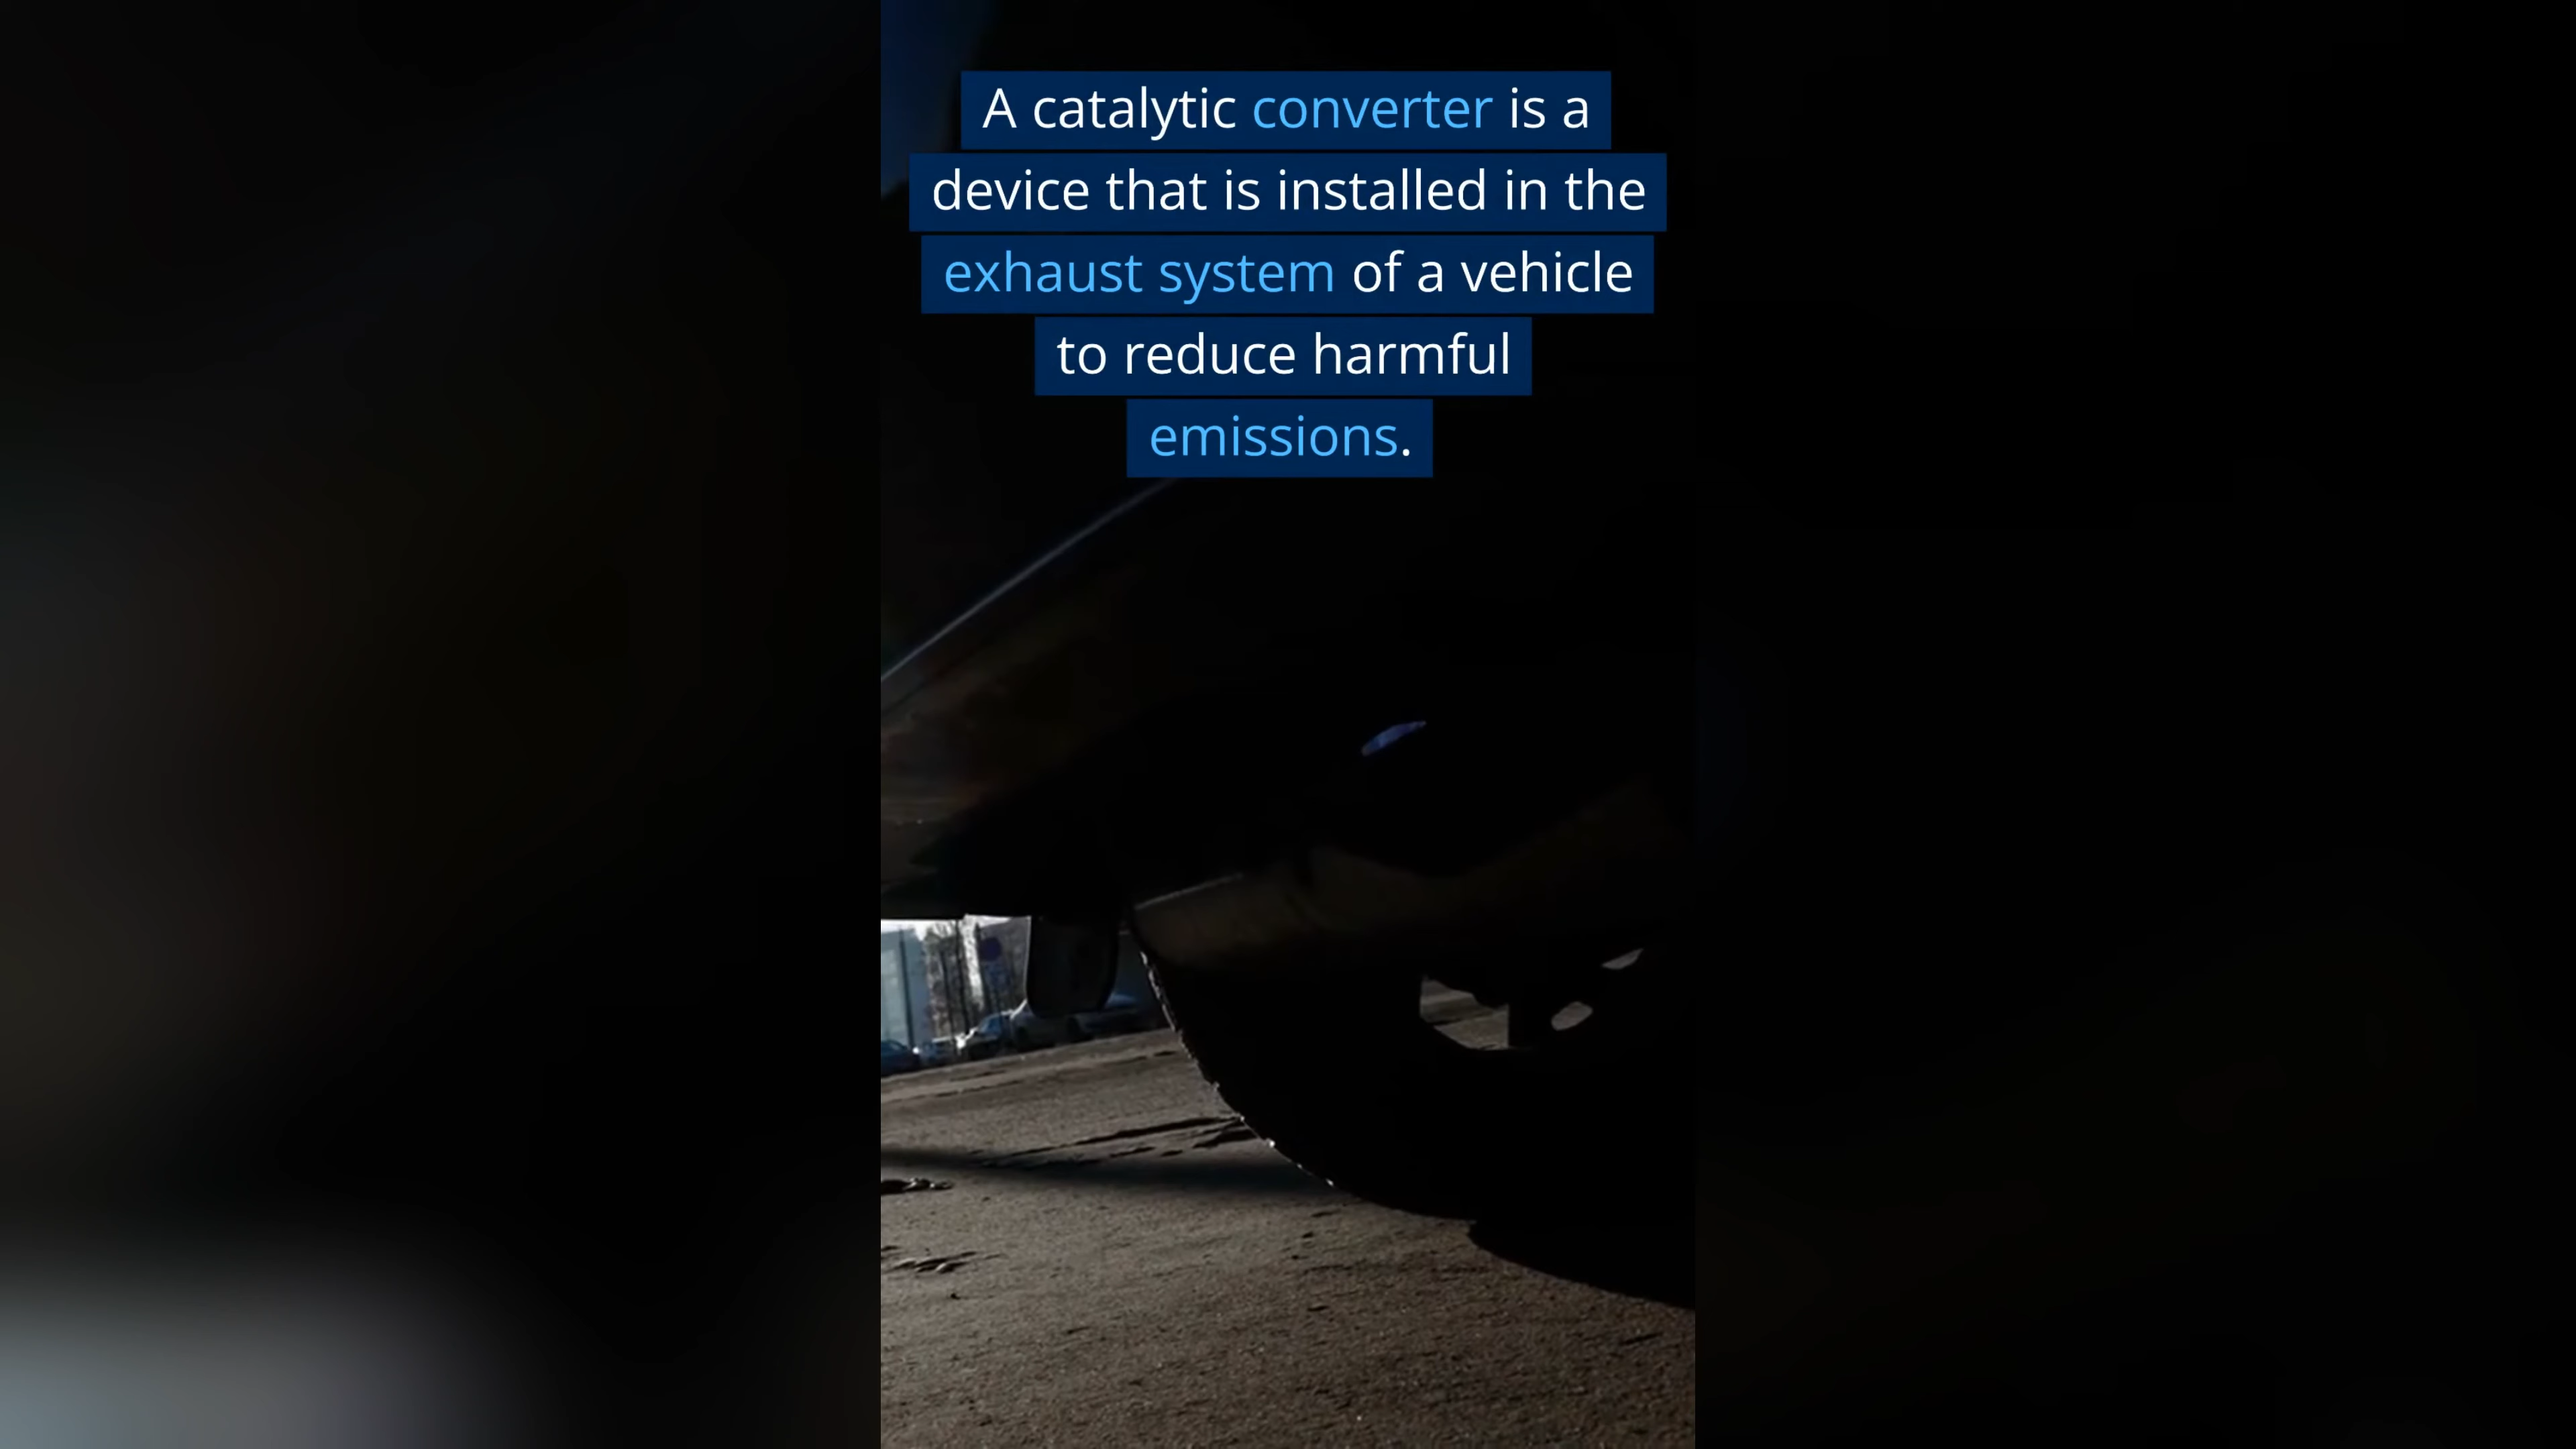 A catalytic converter is a
device that is installed in the
exhaust system of a vehicle
to reduce harmful
emissions.